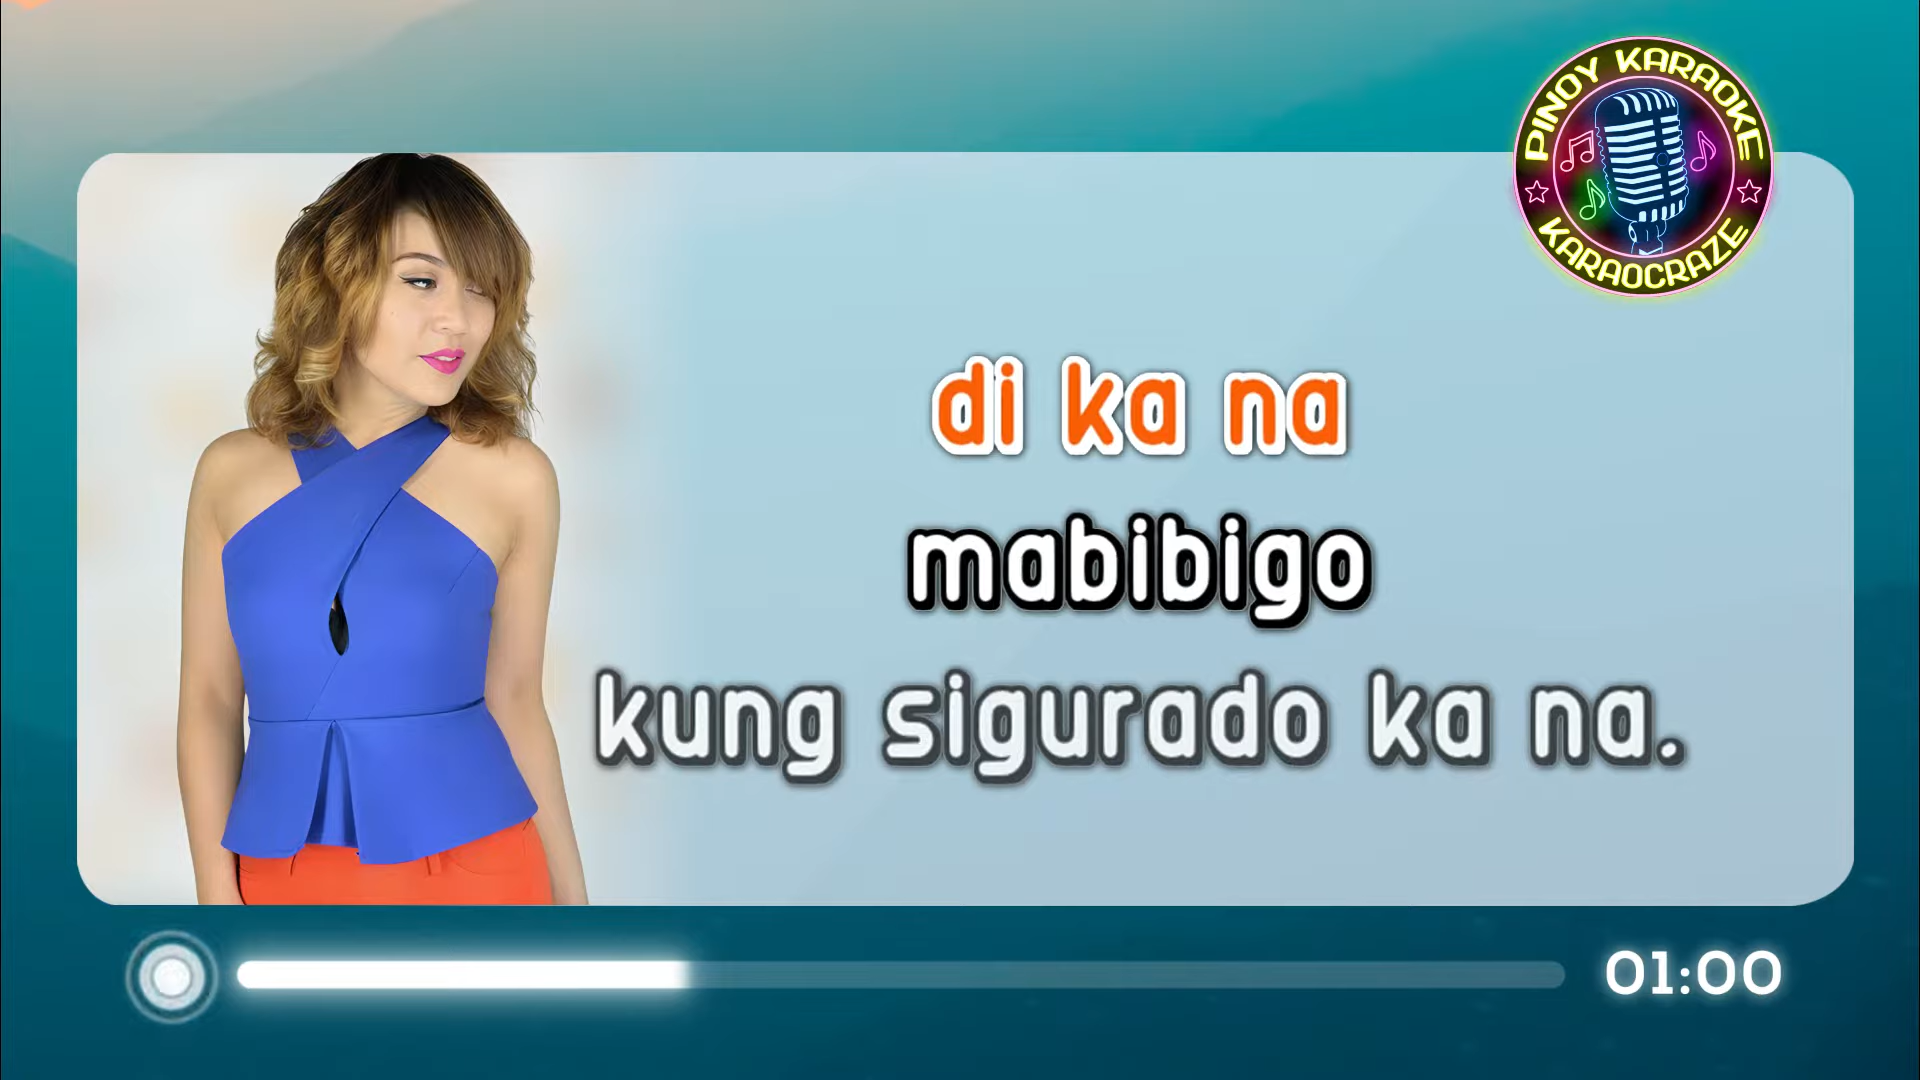 PINOY KARAOKE
KARAOCRAZE
di ka na
mabibigo
kung sigurado ka na.
01:00